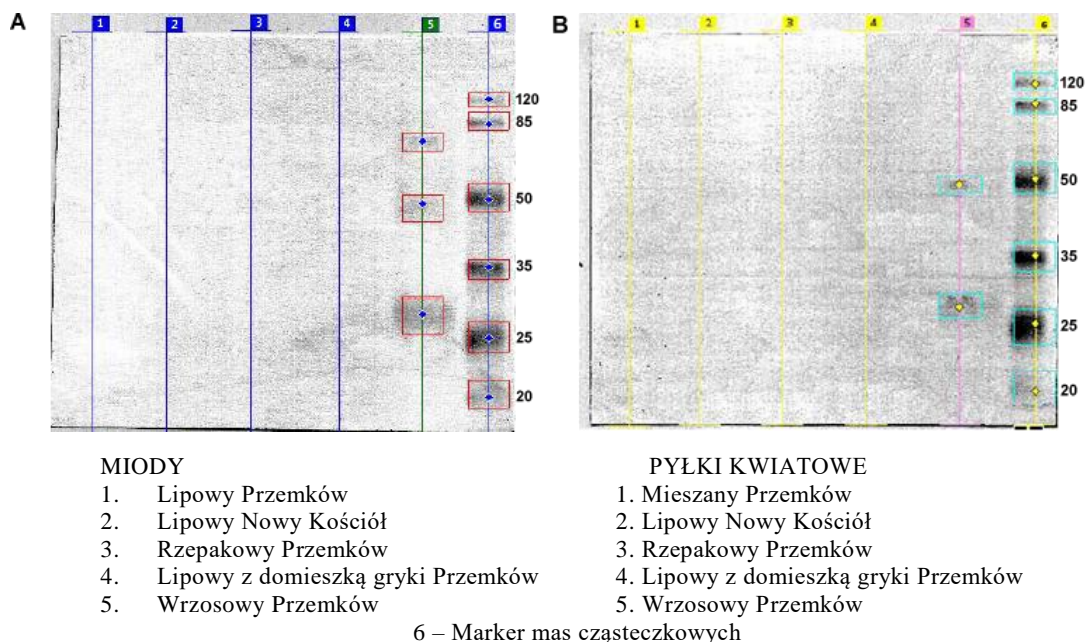 A
1 2 3 4 5 6
120
85
50
35
25
20
B
1 2 3 4 5 6
120
85
50
35
25
20
MIODY
1. Lipowy Przemków
2. Lipowy Nowy Kościół
3. Rzepakowy Przemków
4. Lipowy z domieszką gryki Przemków
5. Wrzosowy Przemków
PYŁKI KWIATOWE
1. Mieszany Przemków
2. Lipowy Nowy Kościół
3. Rzepakowy Przemków
4. Lipowy z domieszką gryki Przemków
5. Wrzosowy Przemków
6 – Marker mas cząsteczkowych